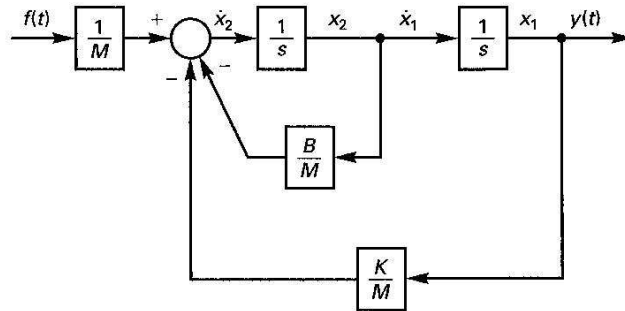 f(t)
1
M
+
ẋ₂
1
s
x₂
ẋ₁
1
s
x₁
y(t)
−
−
B
M
K
M